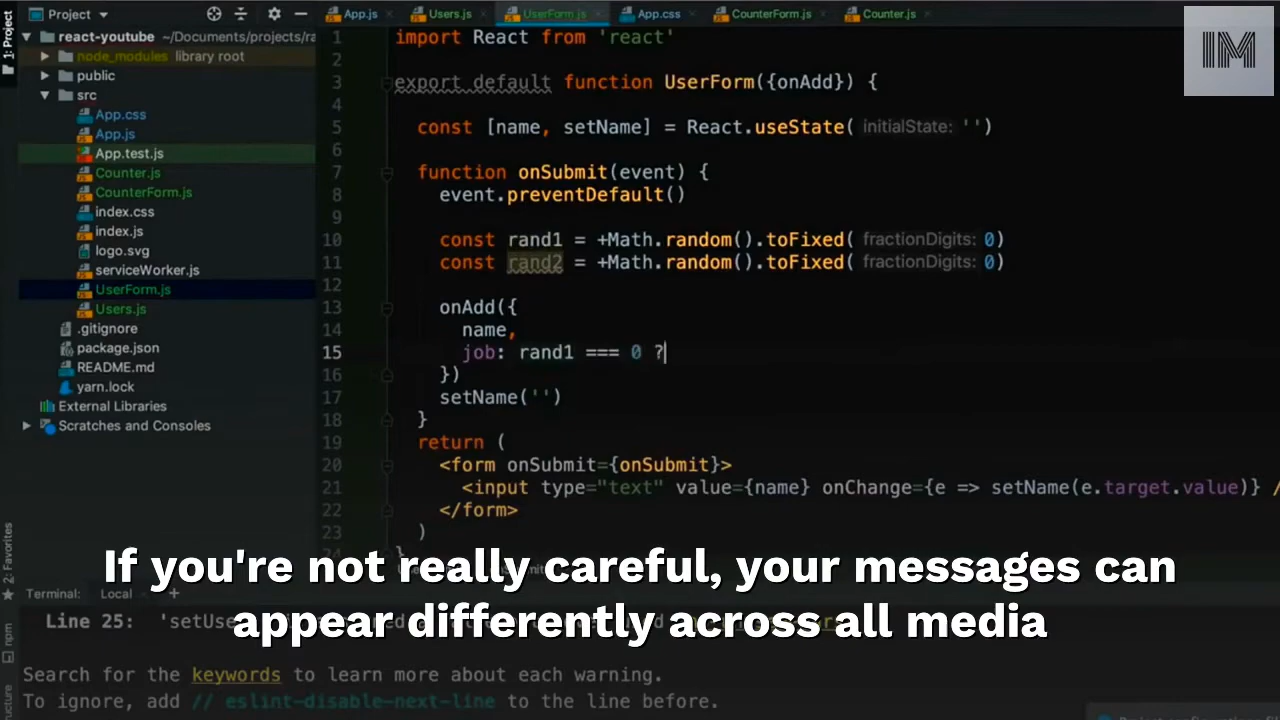 1: Project
Project
App.js
Users.js
UserForm.js
App.css
CounterForm.js
Counter.js
IM
react-youtube ~/Documents/projects/ra
node_modules library root
public
src
App.css
App.js
App.test.js
Counter.js
CounterForm.js
index.css
index.js
logo.svg
serviceWorker.js
UserForm.js
Users.js
.gitignore
package.json
README.md
yarn.lock
External Libraries
Scratches and Consoles
1 import React from 'react'
2
3 export default function UserForm({onAdd}) {
4
5 const [name, setName] = React.useState( initialState: '')
6
7 function onSubmit(event) {
8 event.preventDefault()
9
10 const rand1 = +Math.random().toFixed( fractionDigits: 0)
11 const rand2 = +Math.random().toFixed( fractionDigits: 0)
12
13 onAdd({
14 name,
15 job: rand1 === 0 ?
16 })
17 setName('')
18 }
19 return (
20 <form onSubmit={onSubmit}>
21 <input type="text" value={name} onChange={e => setName(e.target.value)} /
22 </form>
23 )
24 }
If you're not really careful, your messages can
appear differently across all media
2: Favorites
npm
Terminal: Local +
Line 25: 'setUse
Search for the keywords to learn more about each warning.
To ignore, add // eslint-disable-next-line to the line before.